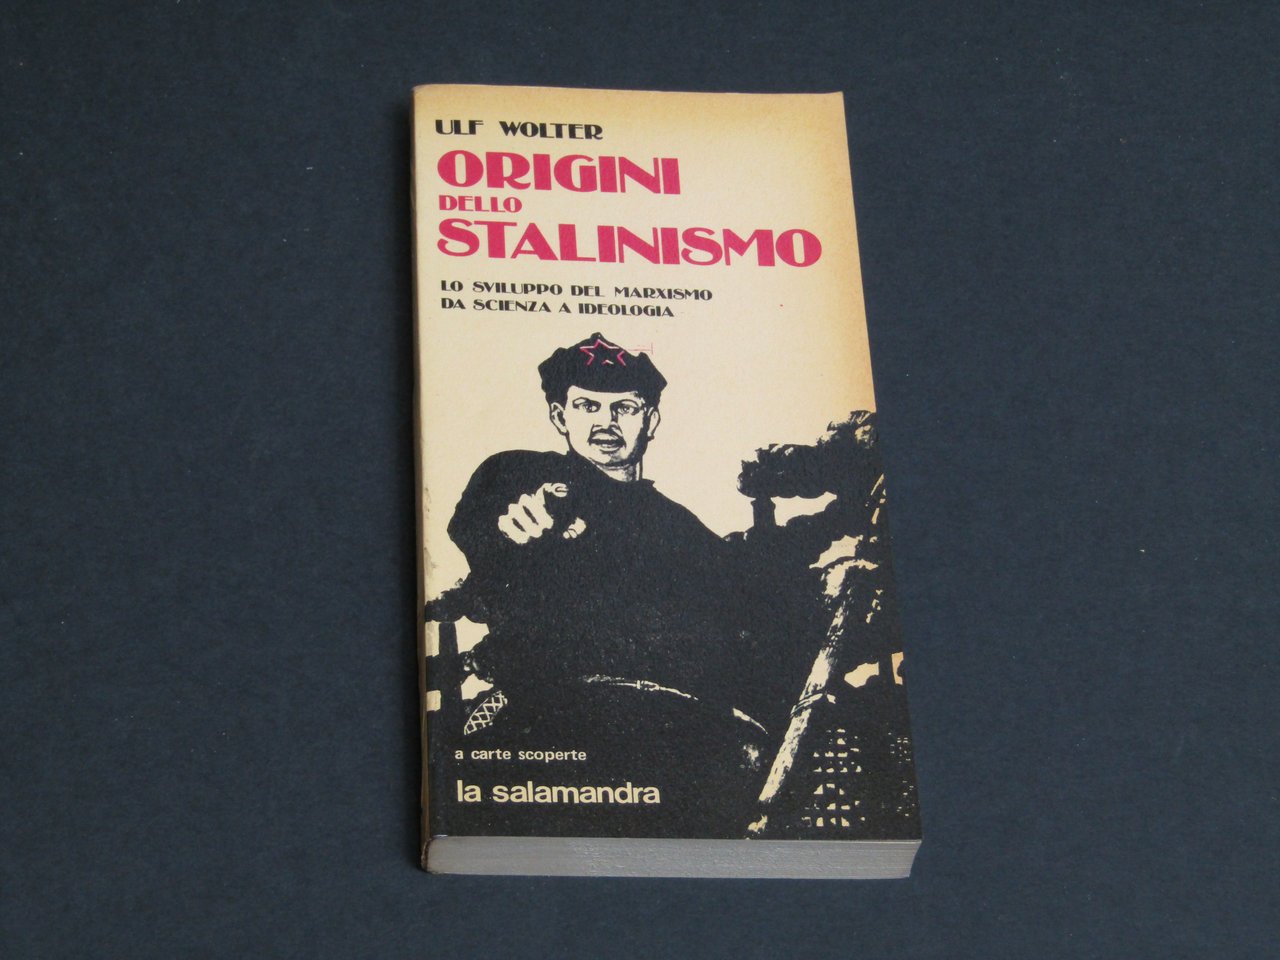 ULF WOLTER
ORIGINI
DELLO
STALINISMO
LO SVILUPPO DEL MARXISMO
DA SCIENZA A IDEOLOGIA
a carte scoperte
la salamandra